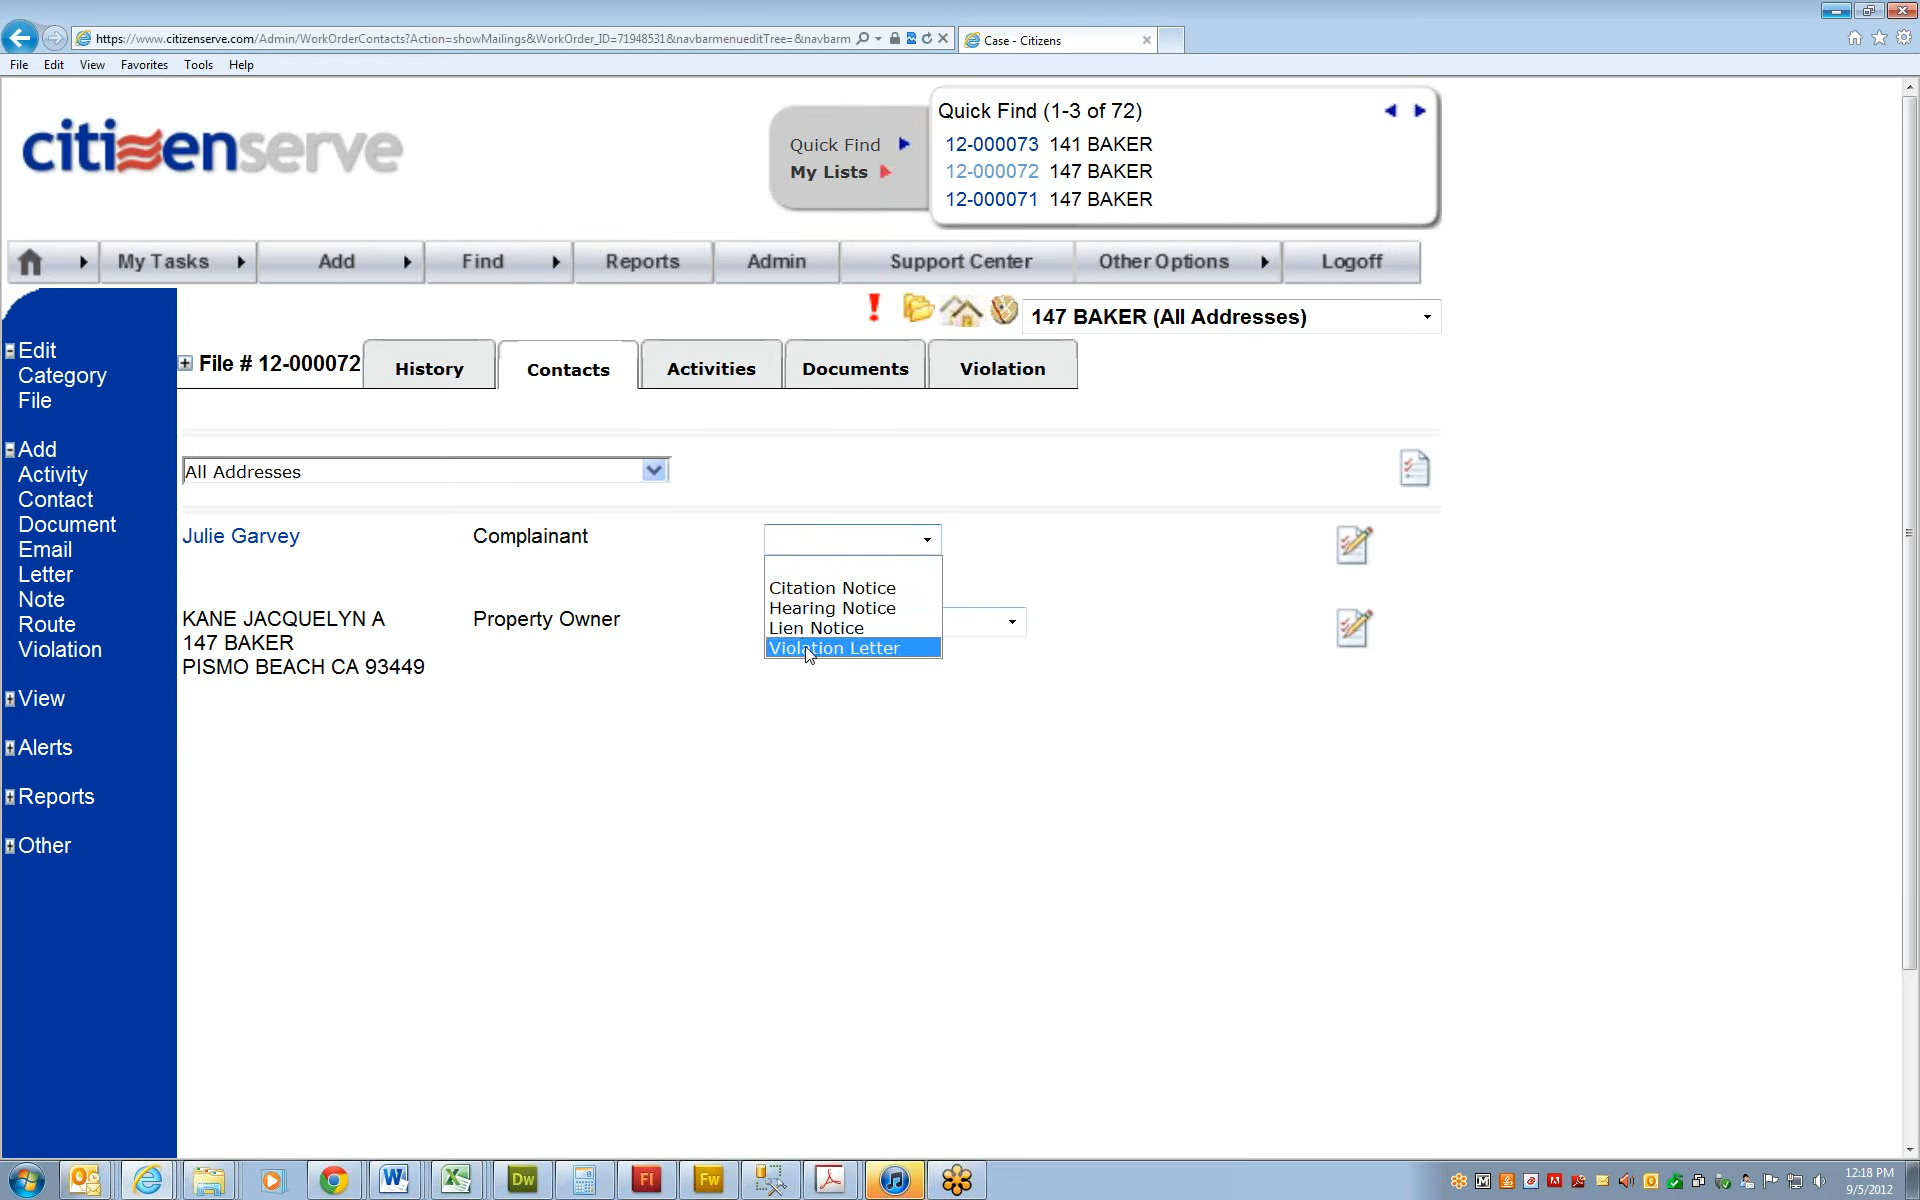 https://www.citizenserve.com/Admin/WorkOrderContacts?Action=showMailings&WorkOrder_ID=71948531&navbarmenueditTree=&navbarm
Case - Citizens
File Edit View Favorites Tools Help
citizenserve
Quick Find
My Lists
Quick Find (1-3 of 72)
12-000073 141 BAKER
12-000072 147 BAKER
12-000071 147 BAKER
My Tasks Add Find Reports Admin Support Center Other Options Logoff
147 BAKER (All Addresses)
File # 12-000072 History Contacts Activities Documents Violation
Edit
Category
File
Add
Activity
Contact
Document
Email
Letter
Note
Route
Violation
View
Alerts
Reports
Other
All Addresses
Julie Garvey Complainant
Citation Notice
Hearing Notice
Lien Notice
Violation Letter
KANE JACQUELYN A Property Owner
147 BAKER
PISMO BEACH CA 93449
Dw Fl Fw
12:18 PM
9/5/2012